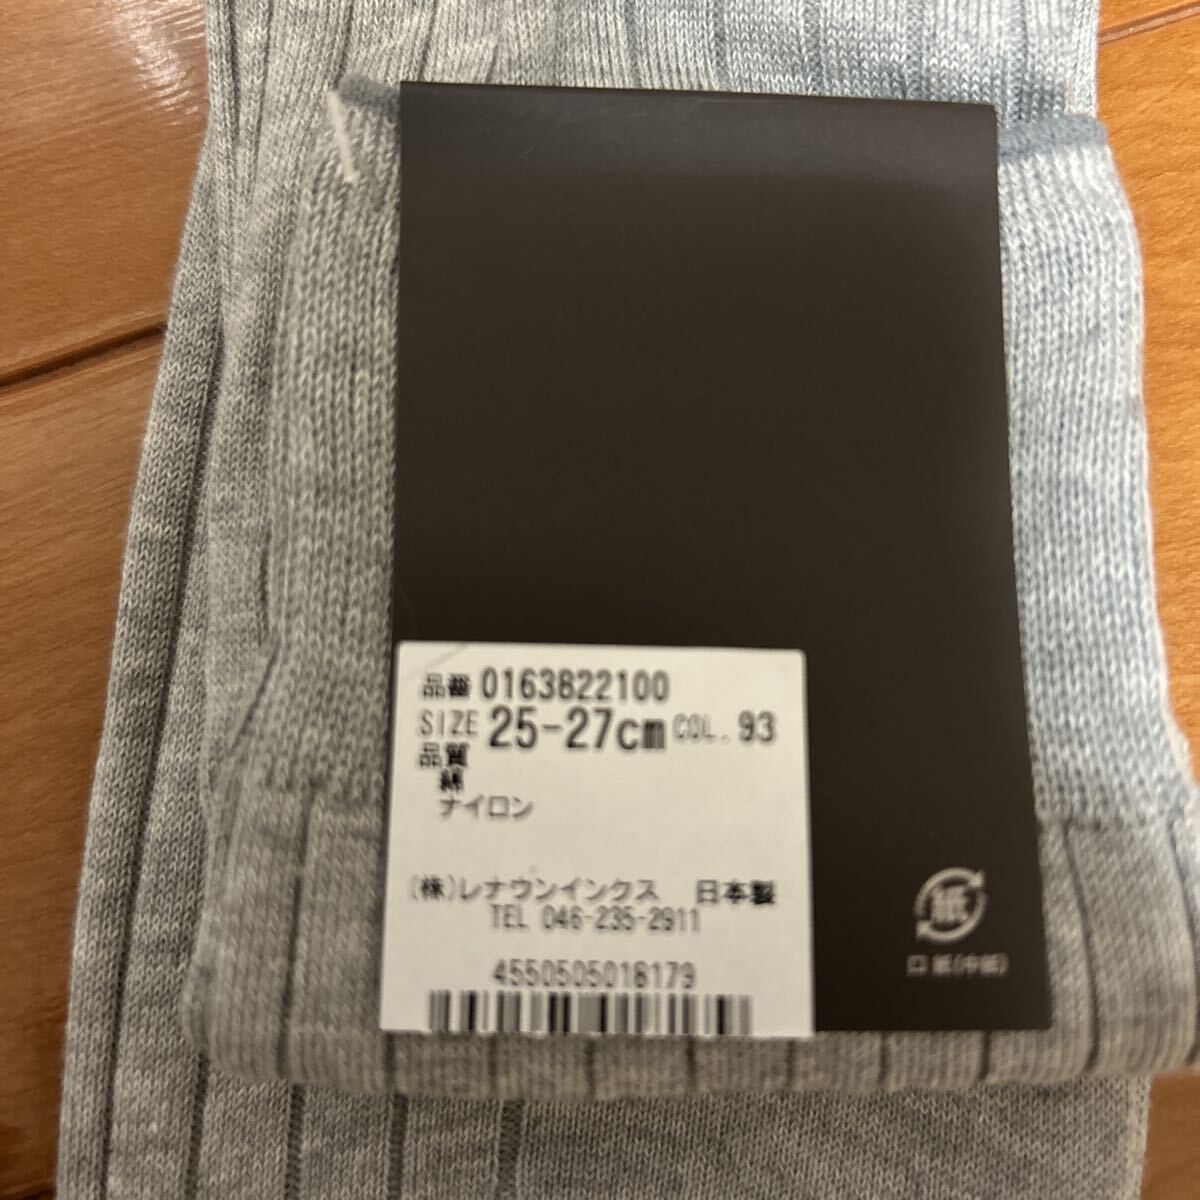 品番 0163822100
SIZE 25-27cm COL. 93
品質
綿
ナイロン
(株)レナウンインクス 日本製
TEL 046-235-2911
4550505018179
紙
口紙(中紙)